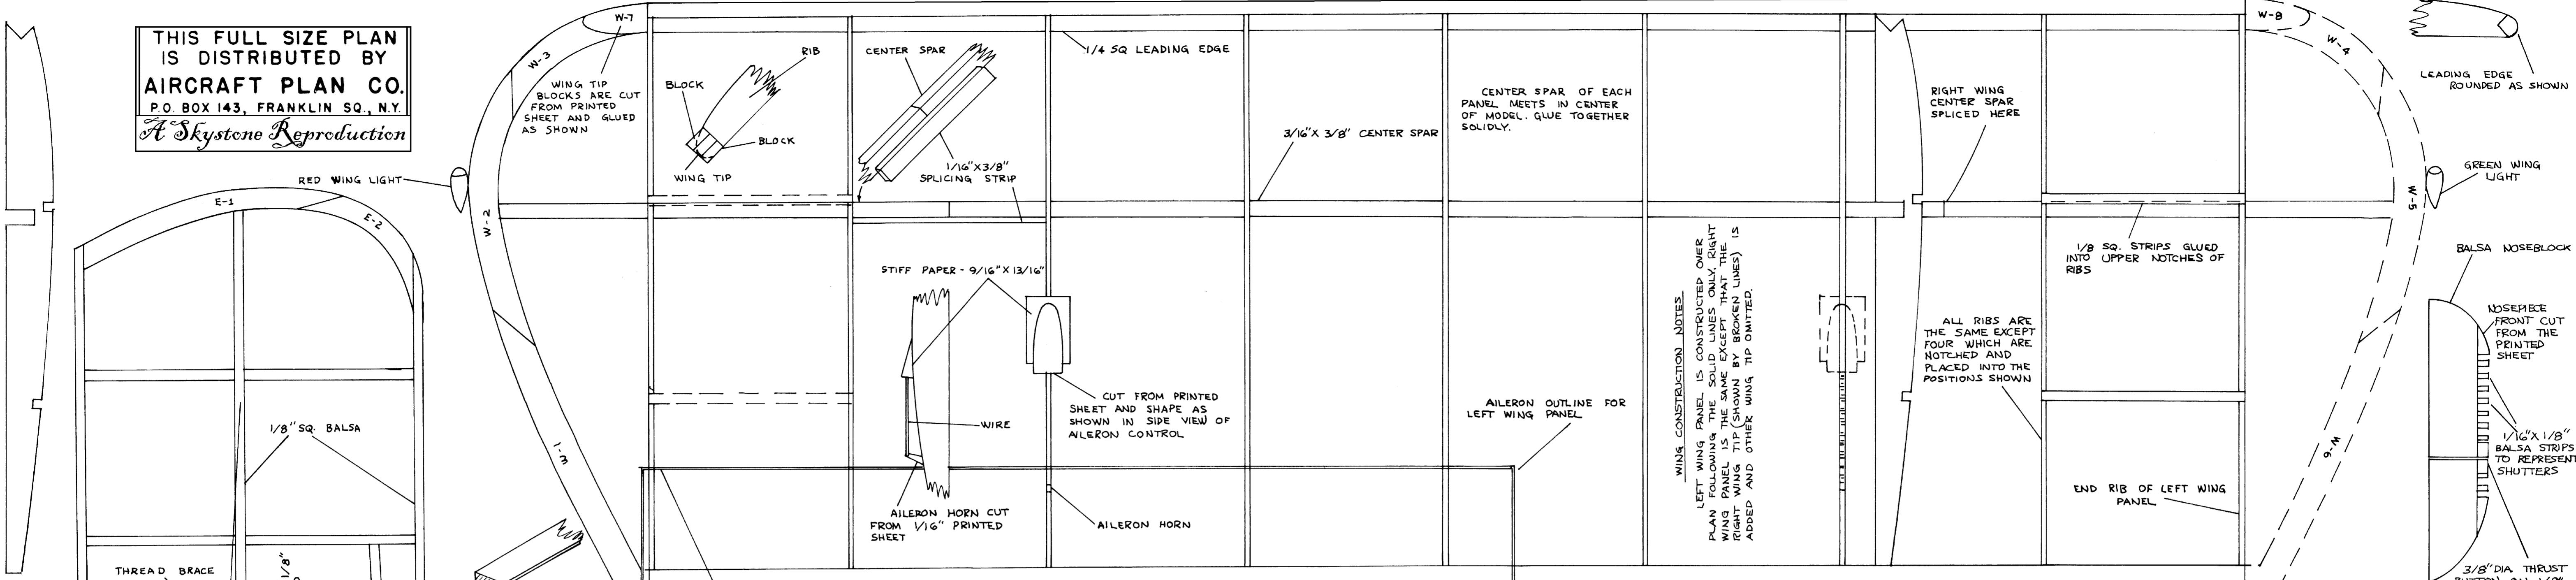 THIS FULL SIZE PLAN
IS DISTRIBUTED BY
AIRCRAFT PLAN CO.
P.O. BOX 143, FRANKLIN SQ., N.Y.
A Skystone Reproduction
RED WING LIGHT
E-1
E-2
1/8" SQ. BALSA
THREAD BRACE
1/8"
W-7
W-3
W-2
W-1
WING TIP
BLOCKS ARE CUT
FROM PRINTED
SHEET AND GLUED
AS SHOWN
RIB
BLOCK
BLOCK
WING TIP
CENTER SPAR
1/16"X3/8"
SPLICING STRIP
1/4 SQ LEADING EDGE
3/16"X 3/8" CENTER SPAR
CENTER SPAR OF EACH
PANEL MEETS IN CENTER
OF MODEL. GLUE TOGETHER
SOLIDLY.
STIFF PAPER - 9/16" X 13/16"
WIRE
CUT FROM PRINTED
SHEET AND SHAPE AS
SHOWN IN SIDE VIEW OF
AILERON CONTROL
AILERON HORN CUT
FROM 1/16" PRINTED
SHEET
AILERON HORN
AILERON OUTLINE FOR
LEFT WING PANEL
WING CONSTRUCTION NOTES
LEFT WING PANEL IS CONSTRUCTED OVER
PLAN FOLLOWING THE SOLID LINES ONLY. RIGHT
WING PANEL IS THE SAME EXCEPT THAT THE
RIGHT WING TIP (SHOWN BY BROKEN LINES) IS
ADDED AND OTHER WING TIP OMITTED.
RIGHT WING
CENTER SPAR
SPLICED HERE
1/8 SQ. STRIPS GLUED
INTO UPPER NOTCHES OF
RIBS
ALL RIBS ARE
THE SAME EXCEPT
FOUR WHICH ARE
NOTCHED AND
PLACED INTO THE
POSITIONS SHOWN
END RIB OF LEFT WING
PANEL
W-8
W-4
W-5
W-6
LEADING EDGE
ROUNDED AS SHOWN
GREEN WING
LIGHT
BALSA NOSEBLOCK
NOSEPIECE
FRONT CUT
FROM THE
PRINTED
SHEET
1/16"X 1/8"
BALSA STRIPS
TO REPRESENT
SHUTTERS
3/8" DIA. THRUST